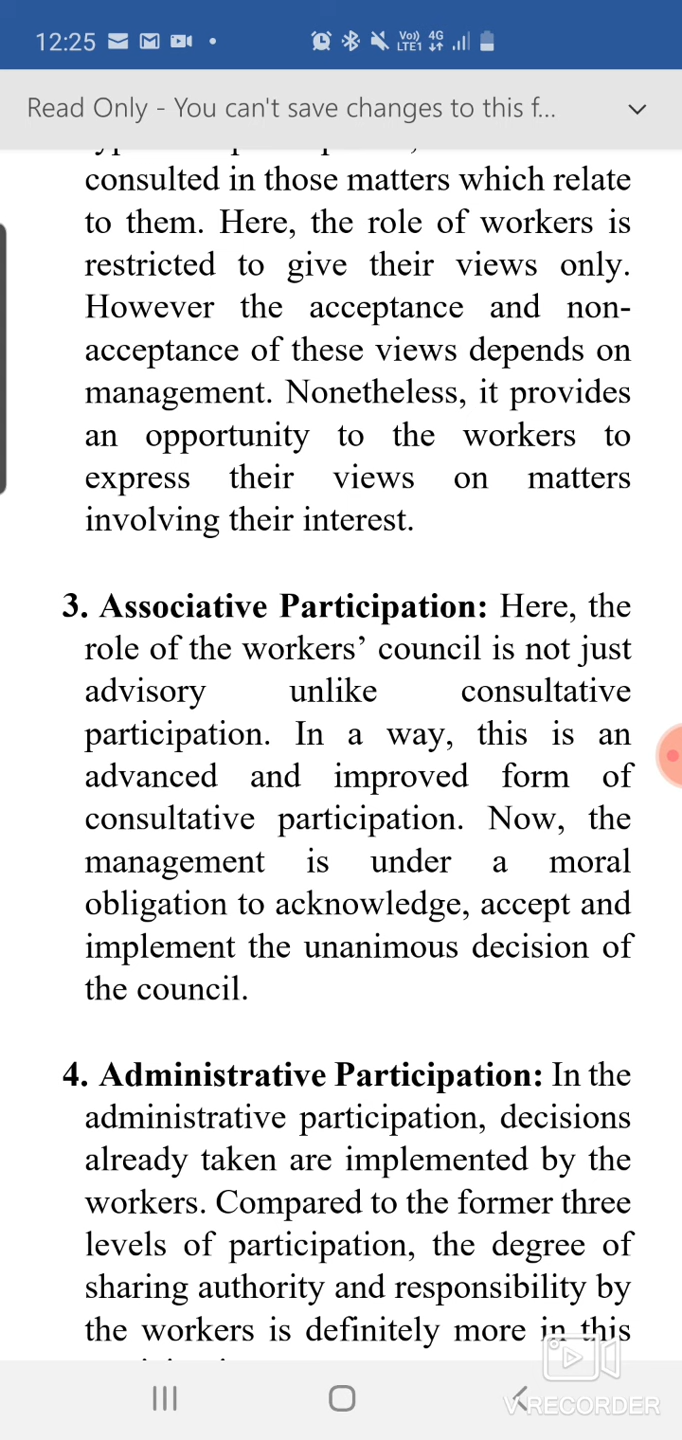 12:25
Vo)) 4G
LTE1
Read Only - You can't save changes to this f...
consulted in those matters which relate
to them. Here, the role of workers is
restricted to give their views only.
However the acceptance and non-
acceptance of these views depends on
management. Nonetheless, it provides
an opportunity to the workers to
express their views on matters
involving their interest.
3. Associative Participation: Here, the
role of the workers’ council is not just
advisory unlike consultative
participation. In a way, this is an
advanced and improved form of
consultative participation. Now, the
management is under a moral
obligation to acknowledge, accept and
implement the unanimous decision of
the council.
4. Administrative Participation: In the
administrative participation, decisions
already taken are implemented by the
workers. Compared to the former three
levels of participation, the degree of
sharing authority and responsibility by
the workers is definitely more in this
V RECORDER